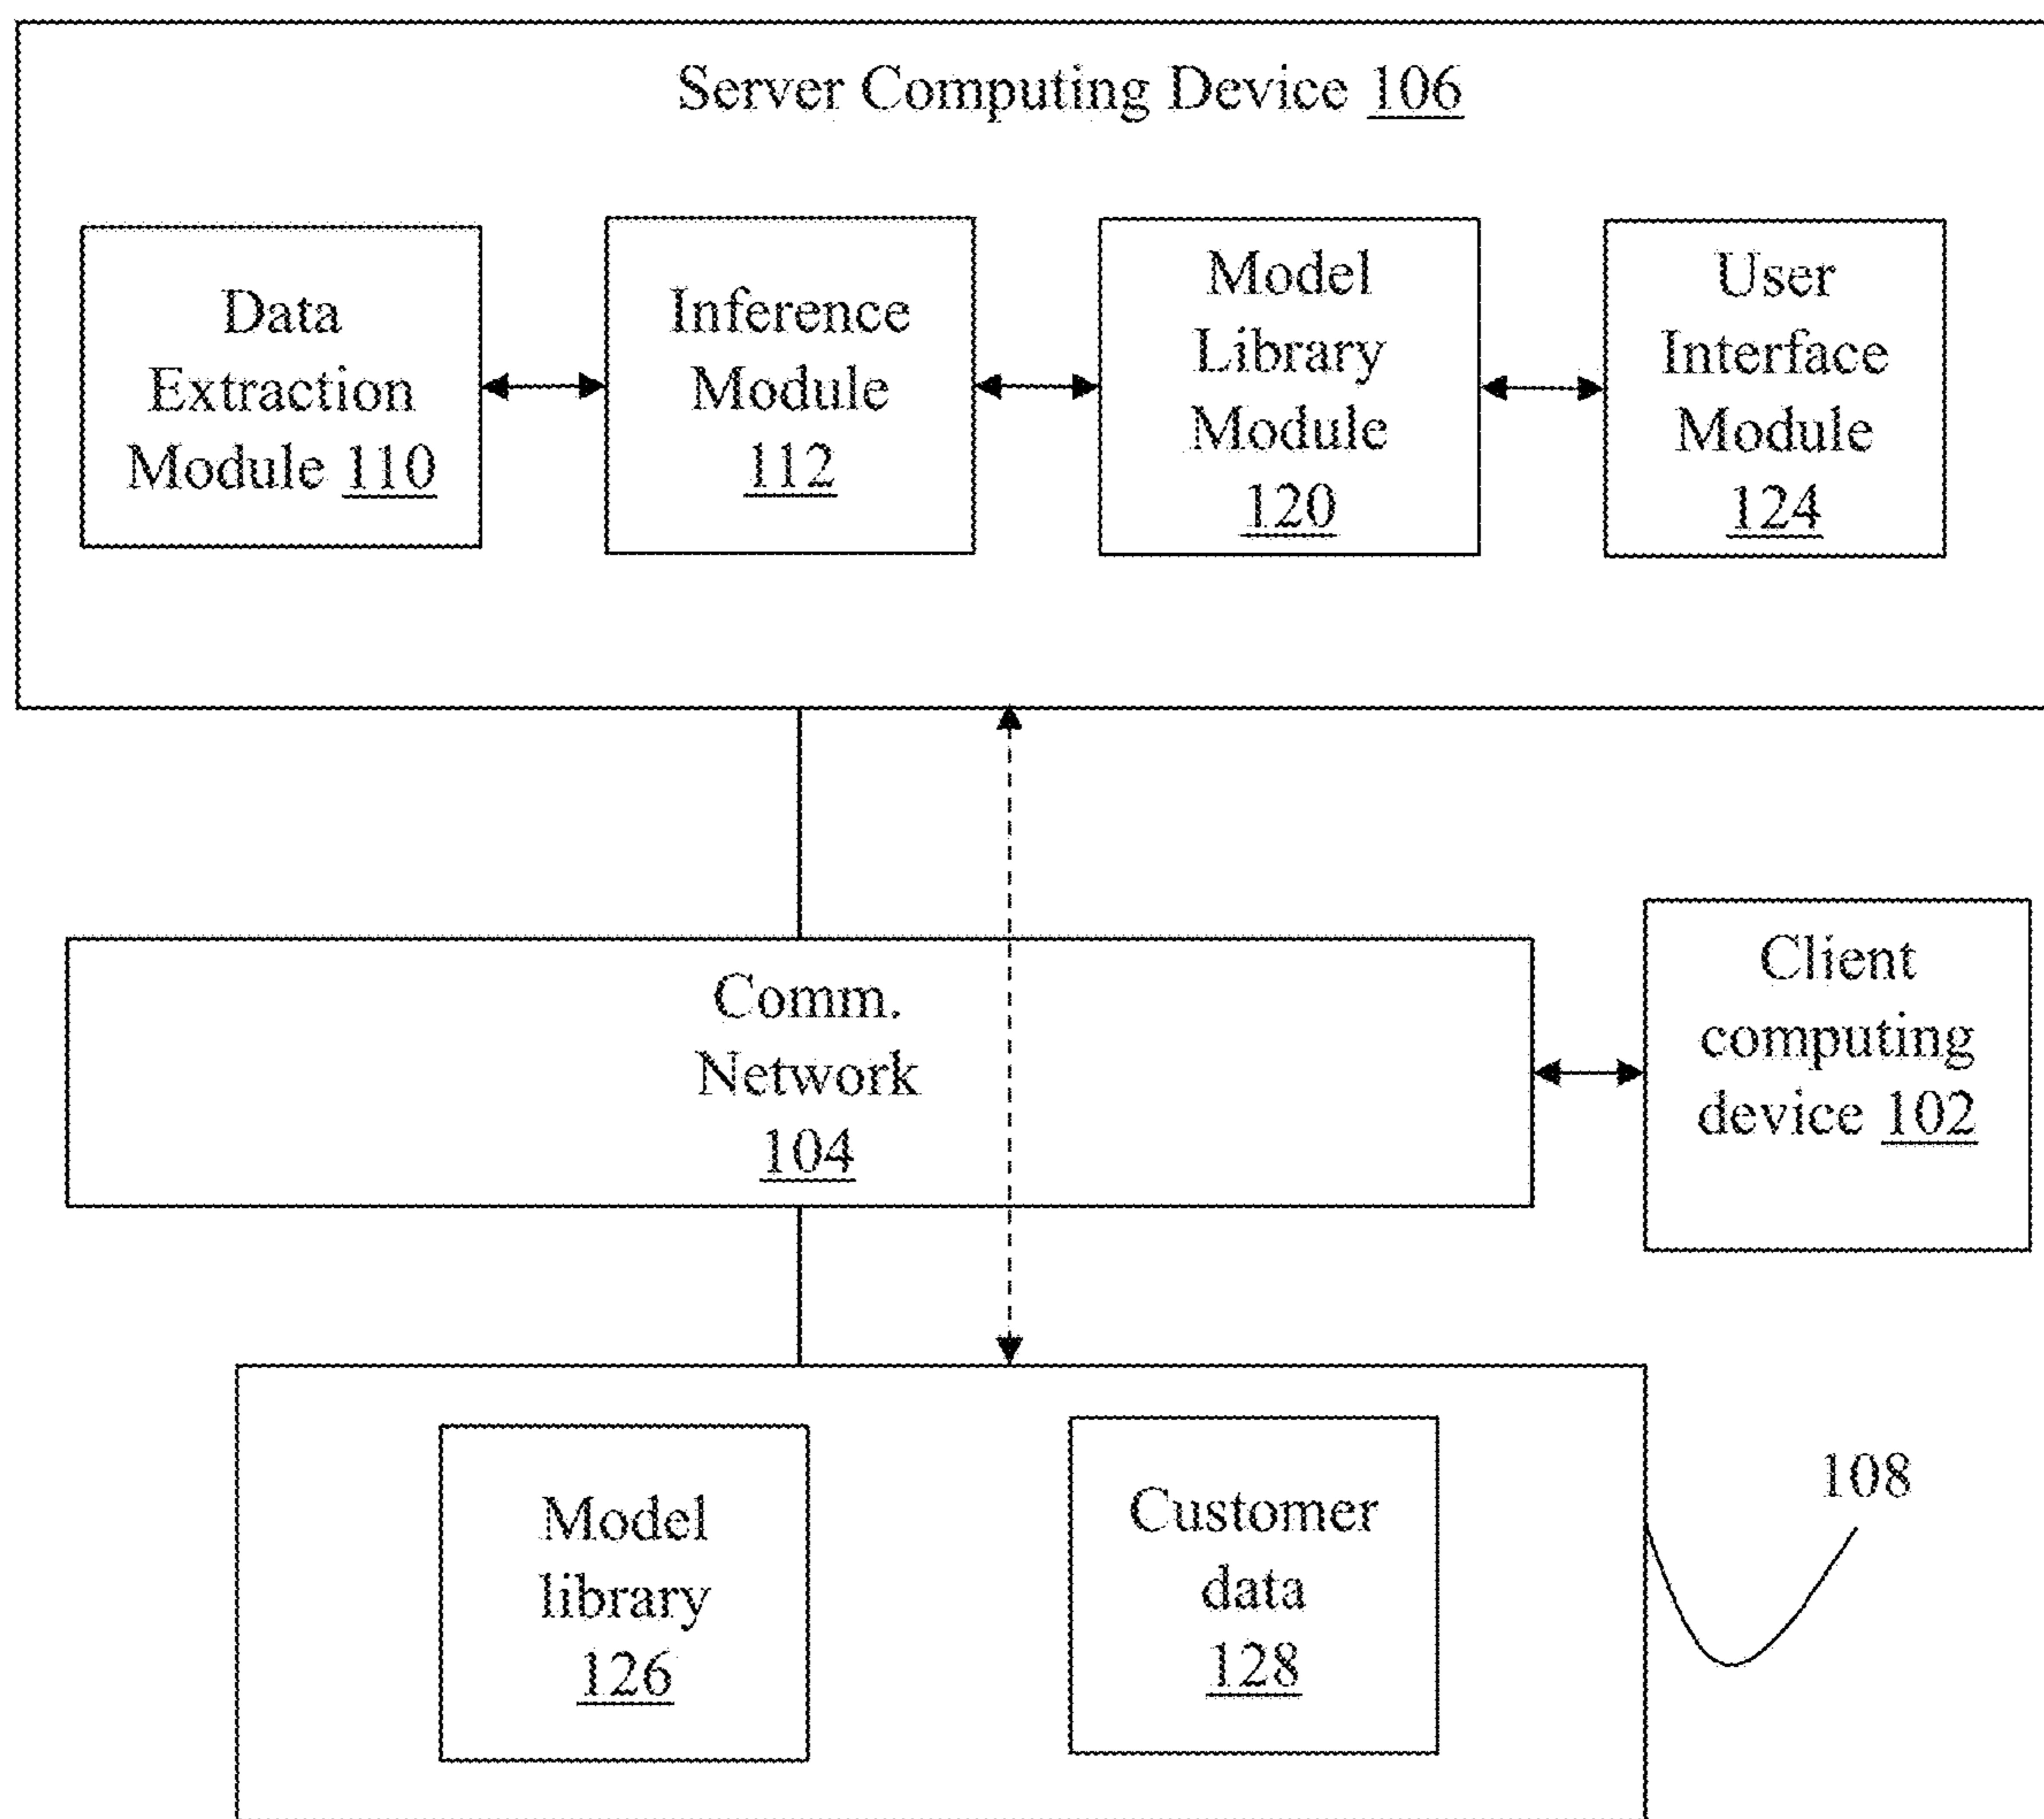 Server Computing Device 106
Data
Extraction
Module 110
Inference
Module
112
Model
Library
Module
120
User
Interface
Module
124
Comm.
Network
104
Client
computing
device 102
Model
library
126
Customer
data
128
108